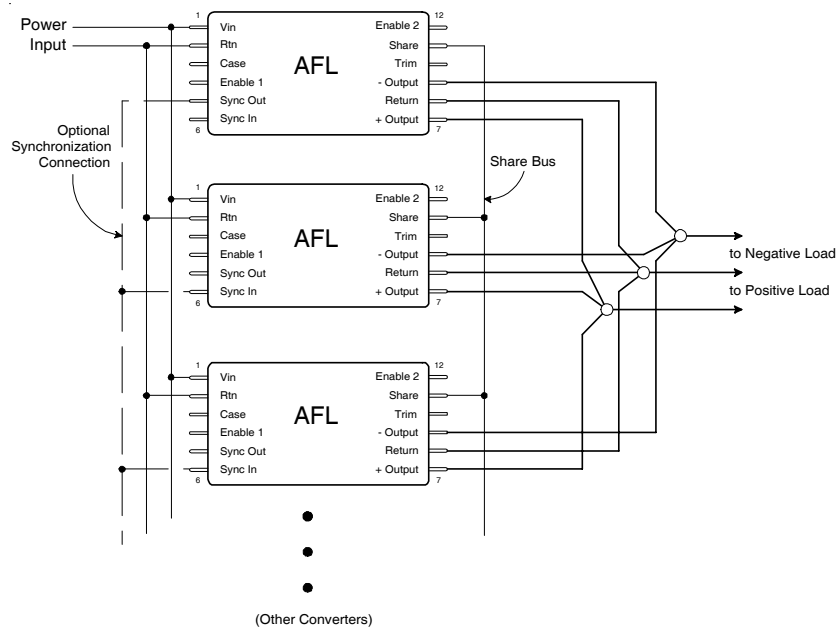 Power
Input
1
Vin
Rtn
Case
Enable 1
Sync Out
Sync In
6
AFL
12
Enable 2
Share
Trim
- Output
Return
+ Output
7
Optional
Synchronization
Connection
Share Bus
1
Vin
Rtn
Case
Enable 1
Sync Out
Sync In
6
AFL
12
Enable 2
Share
Trim
- Output
Return
+ Output
7
to Negative Load
to Positive Load
1
Vin
Rtn
Case
Enable 1
Sync Out
Sync In
6
AFL
12
Enable 2
Share
Trim
- Output
Return
+ Output
7
(Other Converters)